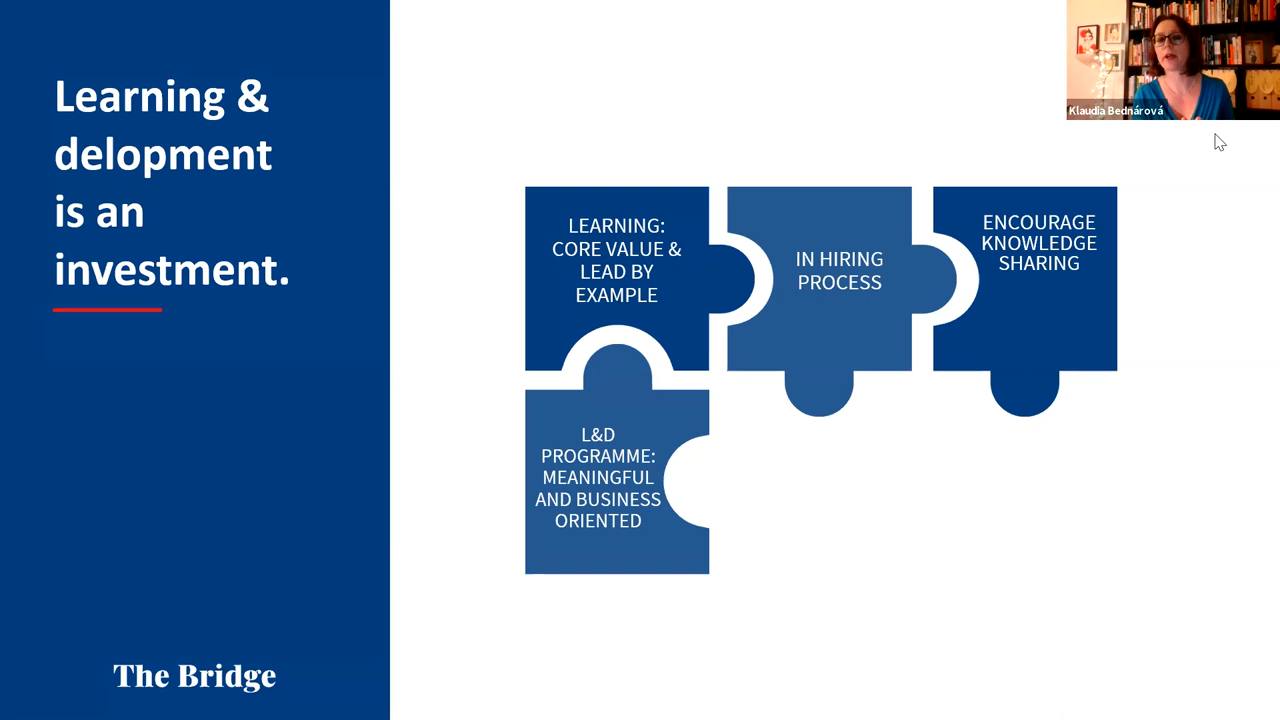 Learning &
delopment
is an
investment.
The Bridge
Klaudia Bednárová
LEARNING:
CORE VALUE &
LEAD BY
EXAMPLE
IN HIRING
PROCESS
ENCOURAGE
KNOWLEDGE
SHARING
L&D
PROGRAMME:
MEANINGFUL
AND BUSINESS
ORIENTED